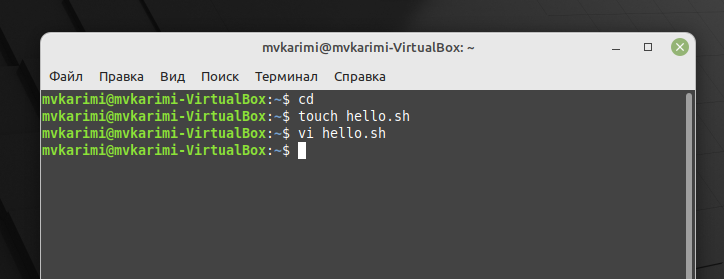 mvkarimi@mvkarimi-VirtualBox: ~
Файл Правка Вид Поиск Терминал Справка
mvkarimi@mvkarimi-VirtualBox:~$ cd
mvkarimi@mvkarimi-VirtualBox:~$ touch hello.sh
mvkarimi@mvkarimi-VirtualBox:~$ vi hello.sh
mvkarimi@mvkarimi-VirtualBox:~$